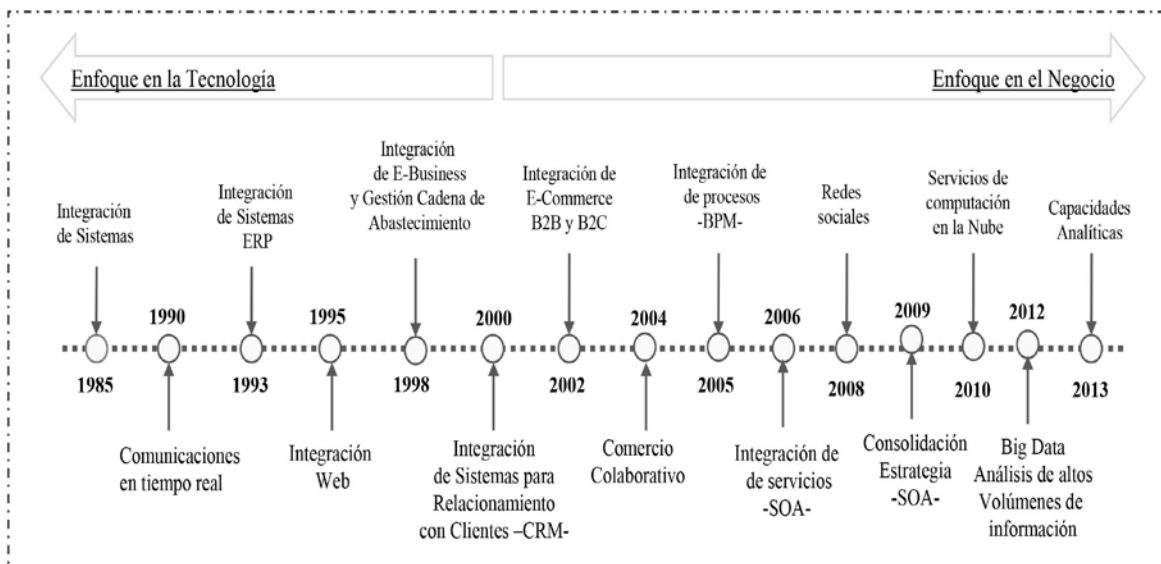 Enfoque en la Tecnología
Enfoque en el Negocio
Integración
de Sistemas
Integración
de Sistemas
ERP
Integración
de E-Business
y Gestión Cadena de
Abastecimiento
Integración de
E-Commerce
B2B y B2C
Integración de
de procesos
-BPM-
Redes
sociales
Servicios de
computación
en la Nube
Capacidades
Analíticas
1990
1995
2000
2004
2006
2009
2012
1985
1993
1998
2002
2005
2008
2010
2013
Comunicaciones
en tiempo real
Integración
Web
Integración
de Sistemas para
Relacionamiento
con Clientes –CRM-
Comercio
Colaborativo
Integración de
de servicios
-SOA-
Consolidación
Estrategia
-SOA-
Big Data
Análisis de altos
Volúmenes de
información